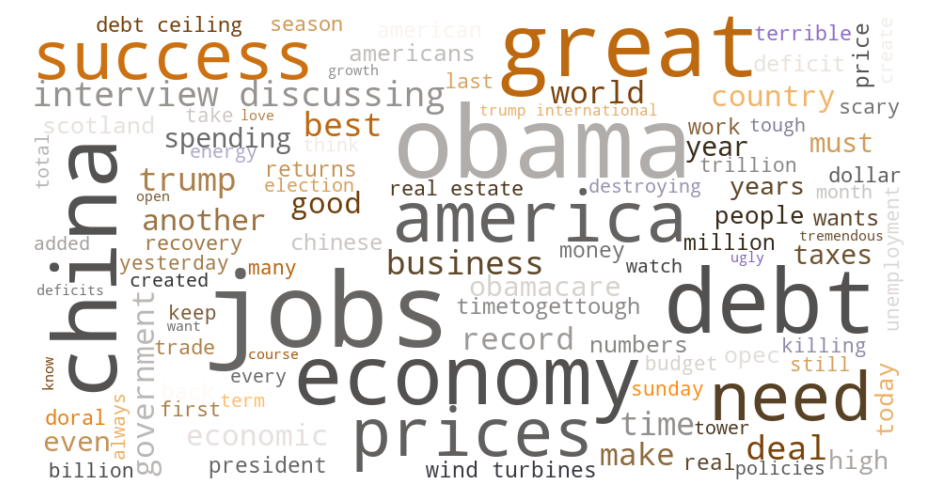 debt ceiling season american terrible
success great create
americans price
growth deficit
interview discussing last world country scary
take love trump international
scotland spending best obama work tough must
energy think year
total china returns trillion dollar
trump election real estate destroying years month
open good
another america people wants
added recovery chinese million tremendous unemployment
yesterday many business money watch ugly taxes
deficits created jobs obamacare debt
government keep timetogettough
want record numbers killing
trade course budget opec still
know every economy
back sunday need today
doral always first term prices time tower
even economic make deal
billion president wind turbines real policies high